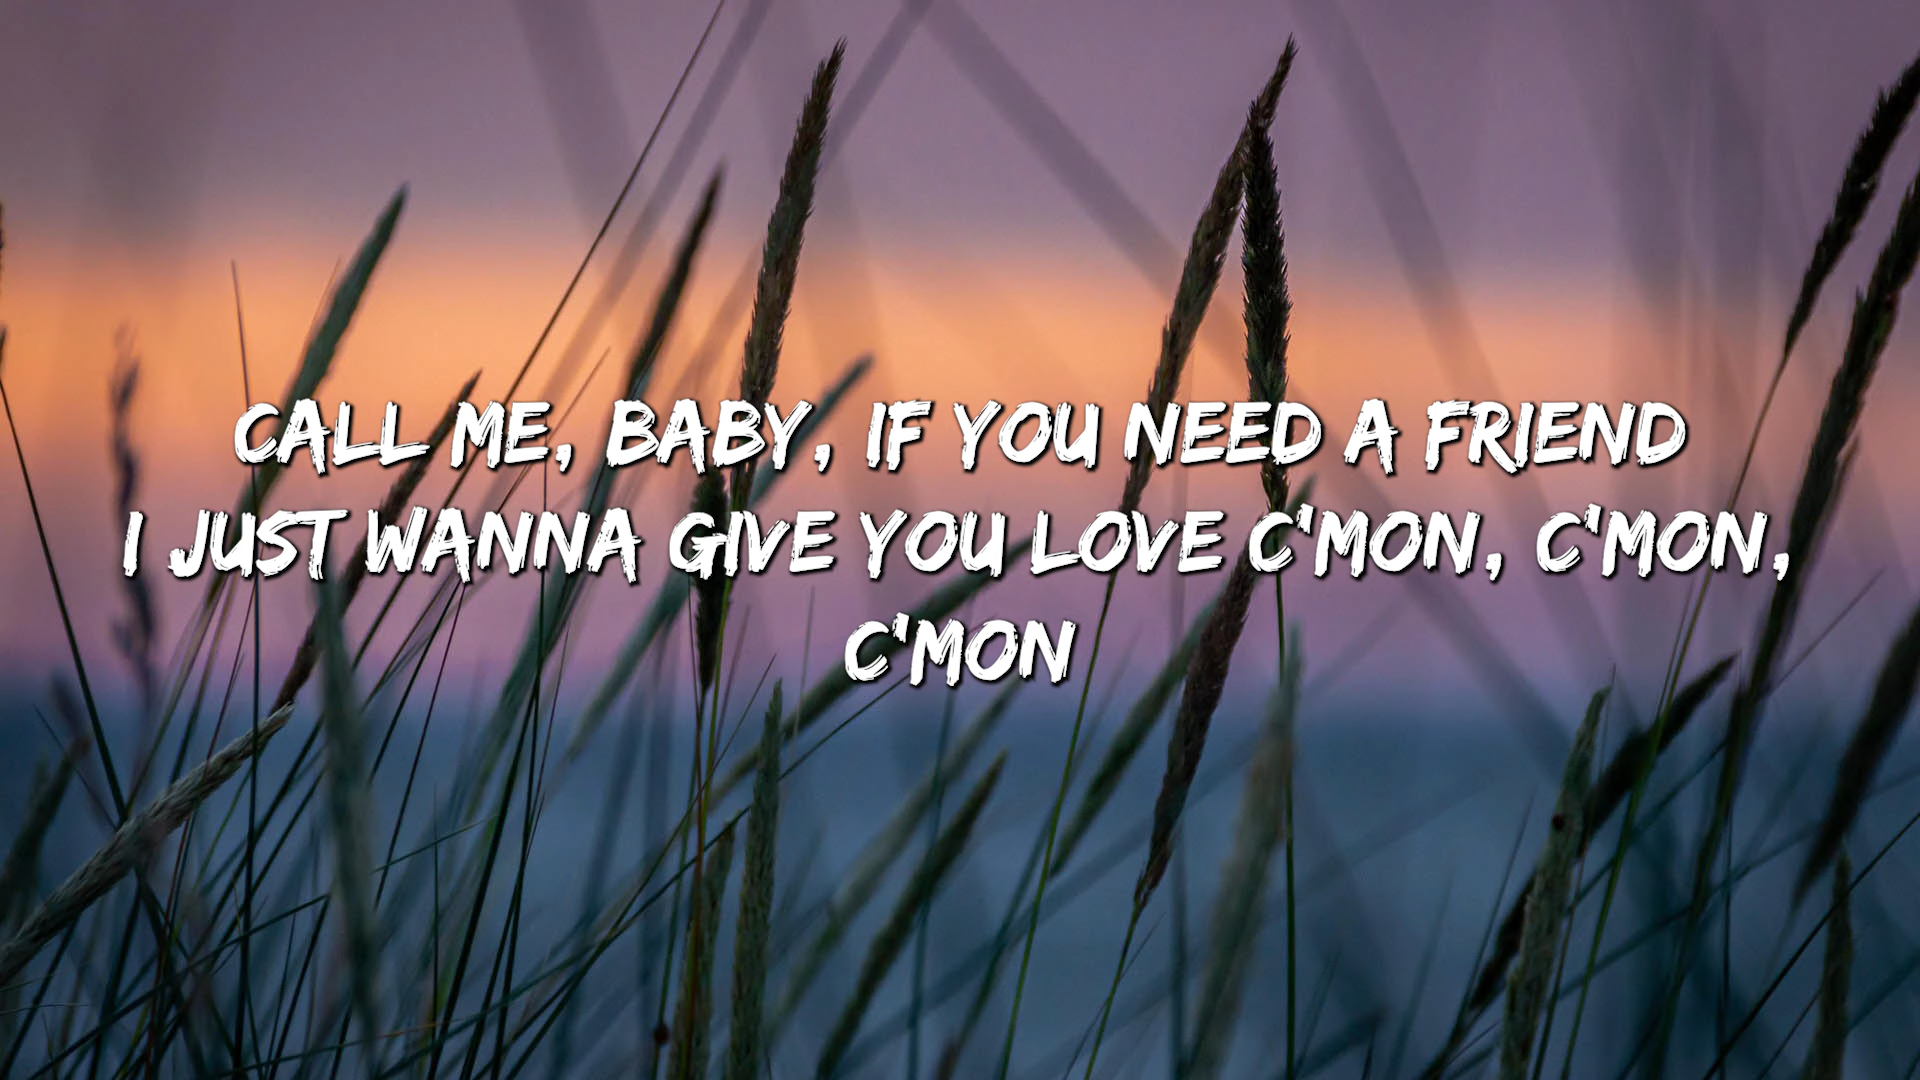 CALL ME, BABY, IF YOU NEED A FRIEND
I JUST WANNA GIVE YOU LOVE C'MON, C'MON,
C'MON